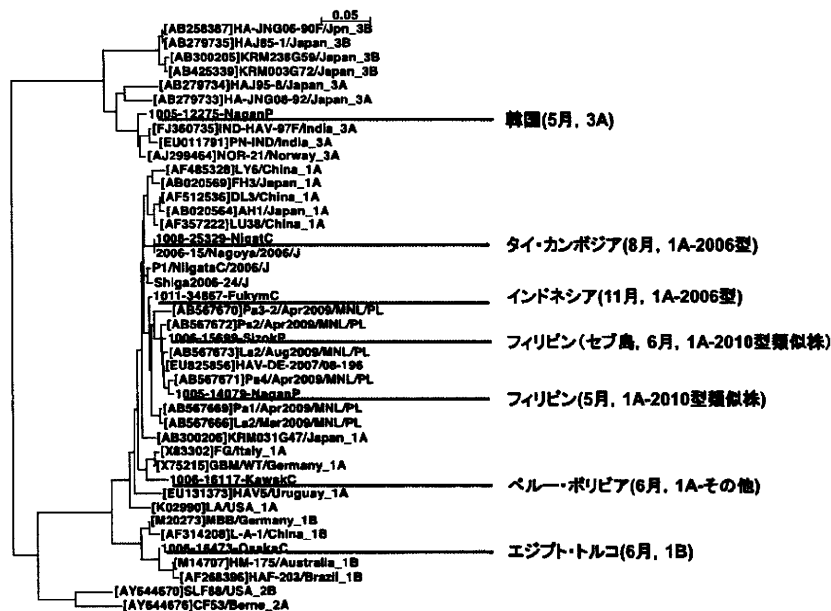 0.05
[AB258387]HA-JNG06-90F/Jpn_3B
[AB279735]HAJ85-1/Japan_3B
[AB300205]KRM238G59/Japan_3B
[AB425339]KRM003G72/Japan_3B
[AB279734]HAJ95-8/Japan_3A
[AB279733]HA-JNG08-92/Japan_3A
1005-12275-NaganP
韓国(5月, 3A)
[FJ360735]IND-HAV-97F/India_3A
[EU011791]PN-IND/India_3A
[AJ299464]NOR-21/Norway_3A
[AF485328]LY6/China_1A
[AB020569]FH3/Japan_1A
[AF512536]DL3/China_1A
[AB020564]AH1/Japan_1A
[AF357222]LU38/China_1A
1008-25329-NigatC
タイ・カンボジア(8月, 1A-2006型)
2006-15/Nagoya/2006/J
P1/NiigataC/2006/J
Shiga2006-24/J
1011-34667-FukymC
インドネシア(11月, 1A-2006型)
[AB567670]Pa3-2/Apr2009/MNL/PL
[AB567672]Pa2/Apr2009/MNL/PL
1006-15699-SizokP
フィリピン(セブ島, 6月, 1A-2010型類似株)
[AB567673]La2/Aug2009/MNL/PL
[EU825856]HAV-DE-2007/08-196
[AB567671]Pa4/Apr2009/MNL/PL
1005-14079-NaganP
フィリピン(5月, 1A-2010型類似株)
[AB567669]Pa1/Apr2009/MNL/PL
[AB567666]La2/Mar2009/MNL/PL
[AB300206]KRM031G47/Japan_1A
[X83302]FG/Italy_1A
[X75215]GBM/WT/Germany_1A
1006-16117-KawskC
ペルー・ボリビア(6月, 1A-その他)
[EU131373]HAV5/Uruguay_1A
[K02990]LA/USA_1A
[M20273]MBB/Germany_1B
[AF314208]L-A-1/China_1B
1006-16473-OsakaC
エジプト・トルコ(6月, 1B)
[M14707]HM-175/Australia_1B
[AF268396]HAF-203/Brazil_1B
[AY644670]SLF88/USA_2B
[AY644676]CF53/Berne_2A